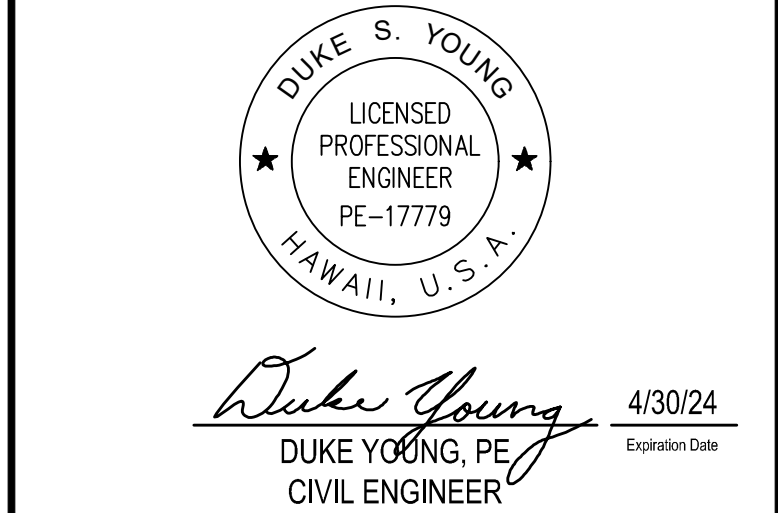 DUKE S. YOUNG
LICENSED
PROFESSIONAL
ENGINEER
PE-17779
HAWAII, U.S.A.
Duke Young
4/30/24
DUKE YOUNG, PE
Expiration Date
CIVIL ENGINEER